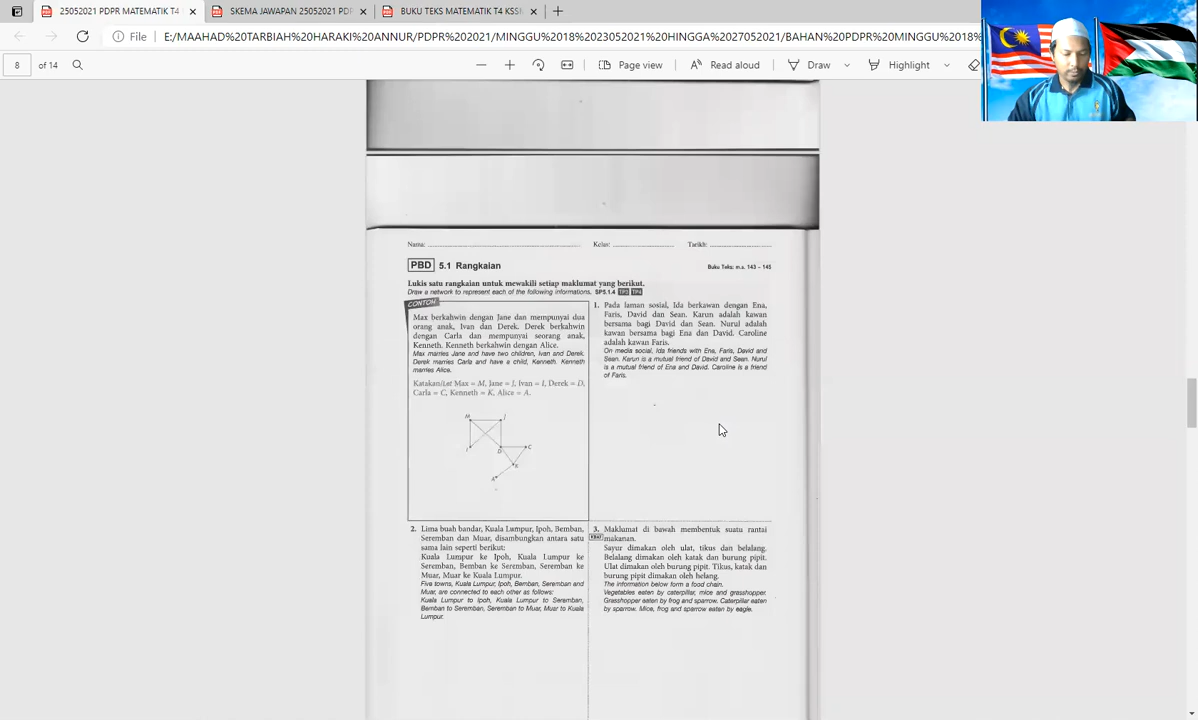 25052021 PDPR MATEMATIK T4
SKEMA JAWAPAN 25052021 PDP
BUKU TEKS MATEMATIK T4 KSSM
File
E:/MAAHAD%20TARBIAH%20HARAKI%20ANNUR/PDPR%202021/MINGGU%2018%2023052021%20HINGGA%2027052021/BAHAN%20PDPR%20MINGGU%2018%
8 of 14
Page view
Read aloud
Draw
Highlight
Nama:
Kelas:
Tarikh:
PBD 5.1 Rangkaian
Buku Teks: m.s. 143 – 145
Lukis satu rangkaian untuk mewakili setiap maklumat yang berikut.
Draw a network to represent each of the following informations. SP5.1.4 TP3 TP4
CONTOH
Max berkahwin dengan Jane dan mempunyai dua
orang anak, Ivan dan Derek. Derek berkahwin
dengan Carla dan mempunyai seorang anak,
Kenneth. Kenneth berkahwin dengan Alice.
Max marries Jane and have two children, Ivan and Derek.
Derek marries Carla and have a child, Kenneth. Kenneth
marries Alice.
Katakan/Let Max = M, Jane = J, Ivan = I, Derek = D,
Carla = C, Kenneth = K, Alice = A.
M
J
I
D
C
K
A
1. Pada laman sosial, Ida berkawan dengan Ena,
Faris, David dan Sean. Karun adalah kawan
bersama bagi David dan Sean. Nurul adalah
kawan bersama bagi Ena dan David. Caroline
adalah kawan Faris.
On media social, Ida friends with Ena, Faris, David and
Sean. Karun is a mutual friend of David and Sean. Nurul
is a mutual friend of Ena and David. Caroline is a friend
of Faris.
2. Lima buah bandar, Kuala Lumpur, Ipoh, Bemban,
Seremban dan Muar, disambungkan antara satu
sama lain seperti berikut:
Kuala Lumpur ke Ipoh, Kuala Lumpur ke
Seremban, Bemban ke Seremban, Seremban ke
Muar, Muar ke Kuala Lumpur.
Five towns, Kuala Lumpur, Ipoh, Bemban, Seremban and
Muar, are connected to each other as follows:
Kuala Lumpur to Ipoh, Kuala Lumpur to Seremban,
Bemban to Seremban, Seremban to Muar, Muar to Kuala
Lumpur.
3. Maklumat di bawah membentuk suatu rantai
KBAT makanan.
Sayur dimakan oleh ulat, tikus dan belalang.
Belalang dimakan oleh katak dan burung pipit.
Ulat dimakan oleh burung pipit. Tikus, katak dan
burung pipit dimakan oleh helang.
The information below form a food chain.
Vegetables eaten by caterpillar, mice and grasshopper.
Grasshopper eaten by frog and sparrow. Caterpillar eaten
by sparrow. Mice, frog and sparrow eaten by eagle.